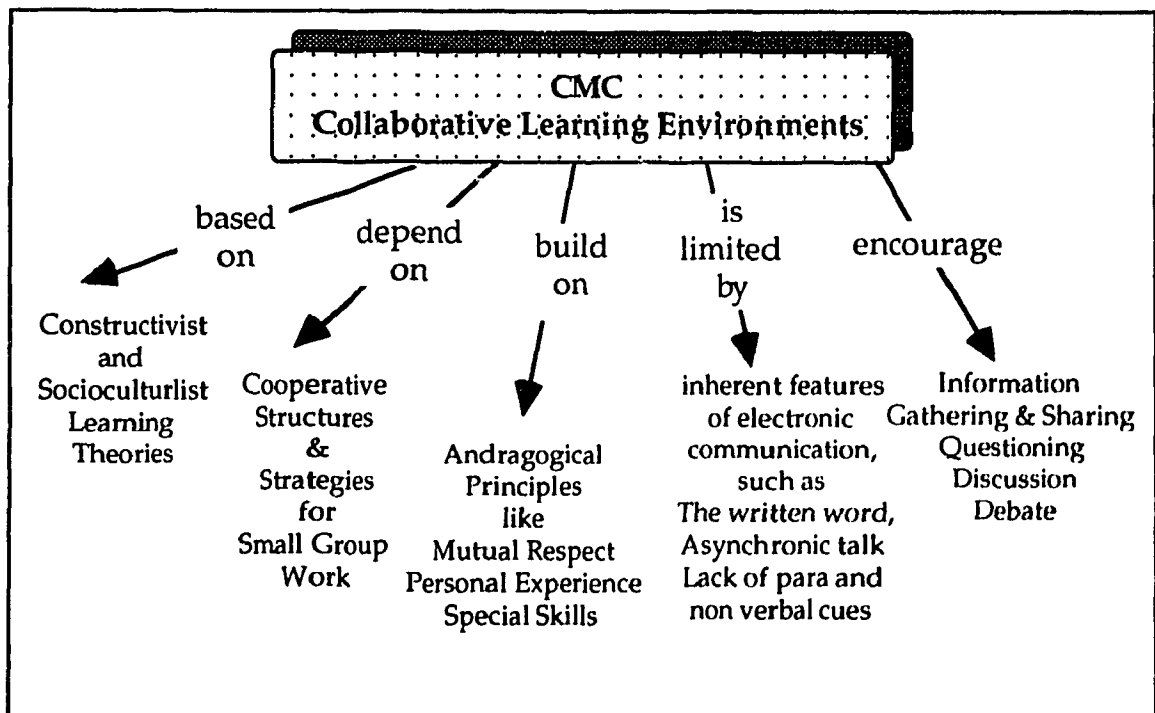 CMC
Collaborative Learning Environments
based
on
Constructivist
and
Socioculturlist
Learning
Theories
depend
on
Cooperative
Structures
&
Strategies
for
Small Group
Work
build
on
Andragogical
Principles
like
Mutual Respect
Personal Experience
Special Skills
is
limited
by
inherent features
of electronic
communication,
such as
The written word,
Asynchronic talk
Lack of para and
non verbal cues
encourage
Information
Gathering & Sharing
Questioning
Discussion
Debate